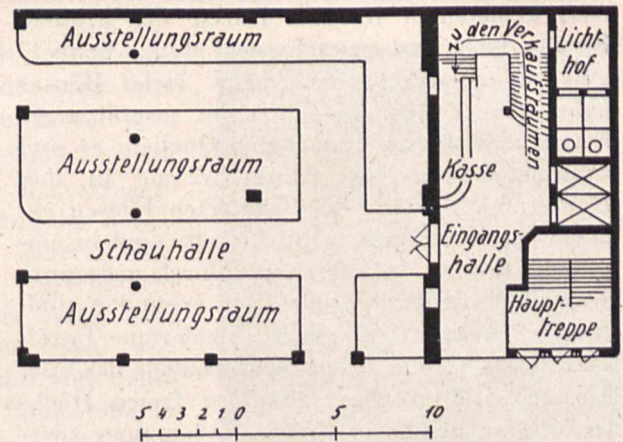 Ausstellungsraum
zu den Verkaufsräumen
Licht-
hof
Ausstellungsraum
Kasse
Schauhalle
Eingangs-
halle
Ausstellungsraum
Haupt-
treppe
5 4 3 2 1 0 5 10